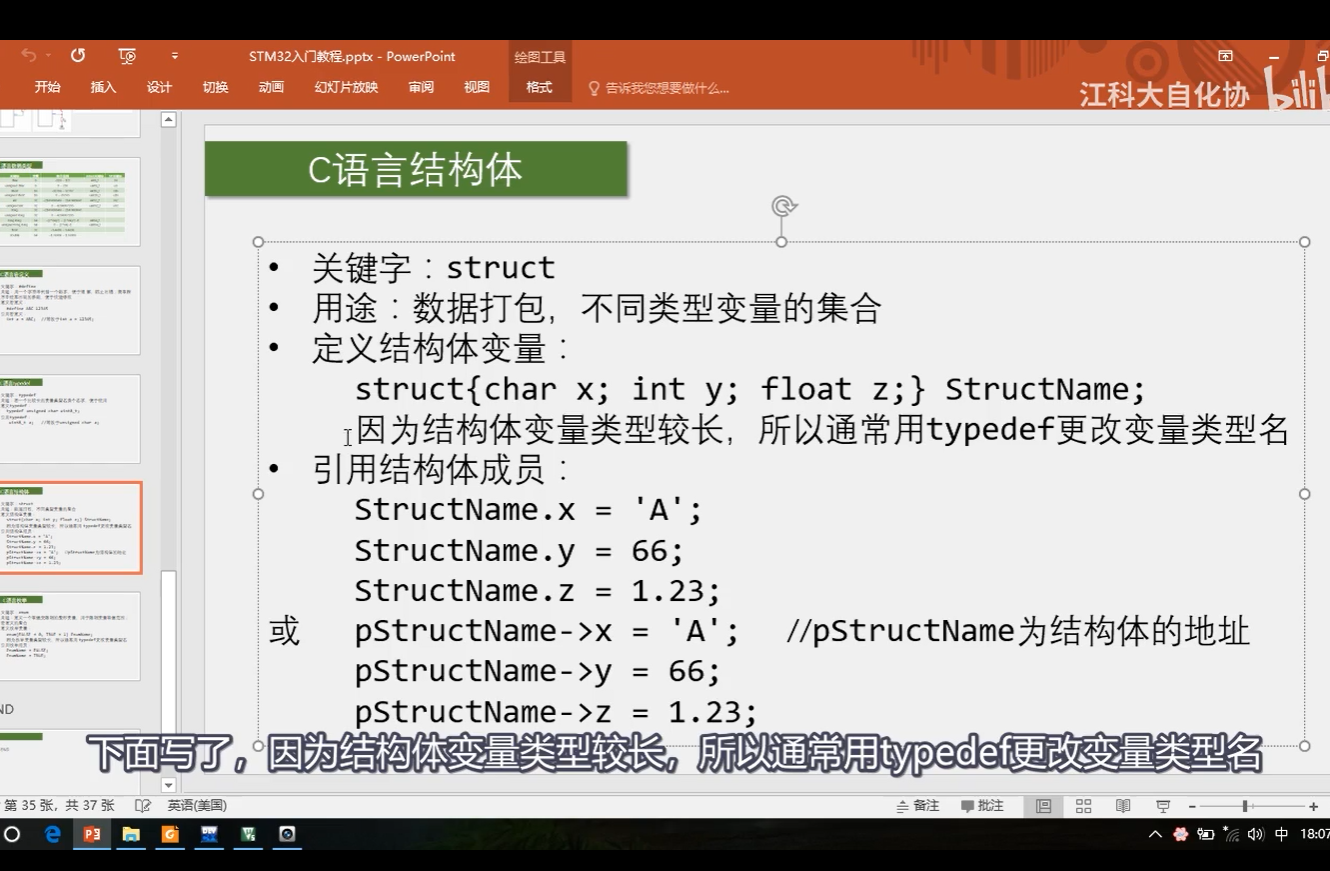 STM32入门教程.pptx - PowerPoint
绘图工具
开始 插入 设计 切换 动画 幻灯片放映 审阅 视图 格式 告诉我您想要做什么...
江科大自化协 bilib
C语言结构体
• 关键字：struct
• 用途：数据打包，不同类型变量的集合
• 定义结构体变量：
struct{char x; int y; float z;} StructName;
因为结构体变量类型较长，所以通常用typedef更改变量类型名
• 引用结构体成员：
StructName.x = 'A';
StructName.y = 66;
StructName.z = 1.23;
或 pStructName->x = 'A'; //pStructName为结构体的地址
pStructName->y = 66;
pStructName->z = 1.23;
下面写了，因为结构体变量类型较长，所以通常用typedef更改变量类型名
第 35 张，共 37 张 英语(美国) 备注 批注
中 18:07